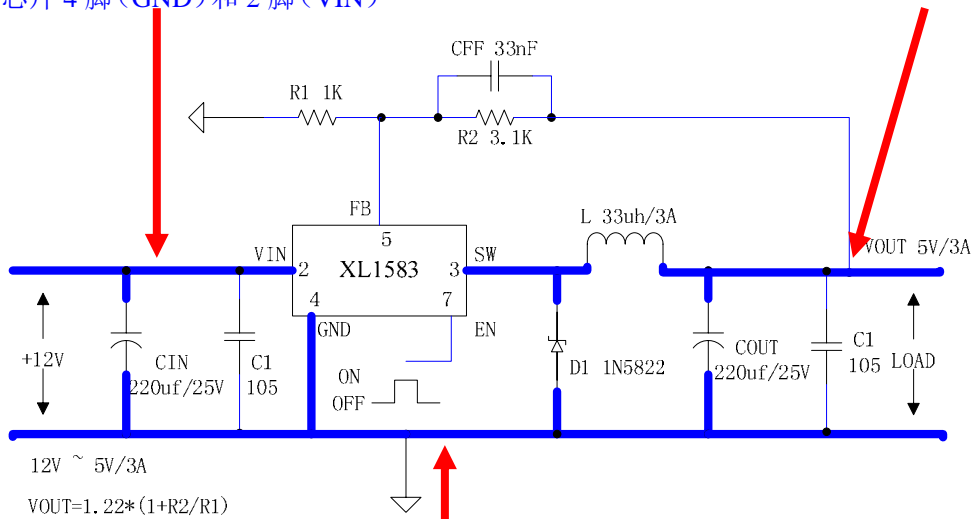 芯片 4 脚（GND）和 2 脚（VIN）
CFF 33nF
R1 1K
R2 3.1K
FB
L 33uh/3A
5
VIN
SW
VOUT 5V/3A
2
XL1583
3
4
7
GND
EN
+12V
CIN
220uf/25V
C1
105
ON
OFF
D1 1N5822
COUT
220uf/25V
C1
105
LOAD
12V ~ 5V/3A
VOUT=1.22*(1+R2/R1)